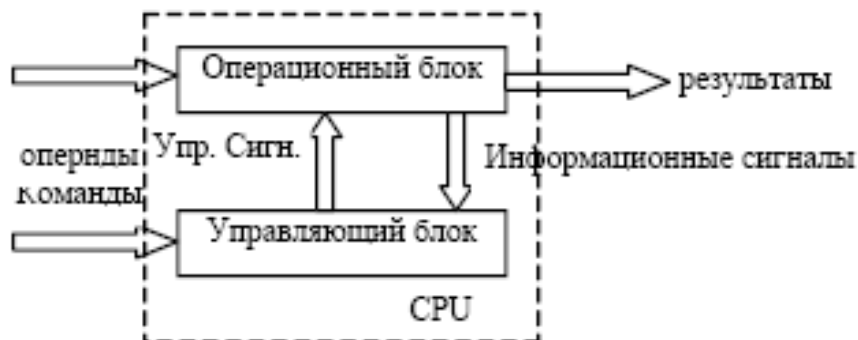 Операционный блок
результаты
опернды
Упр. Сигн.
Информационные сигналы
Команды
Управляющий блок
CPU